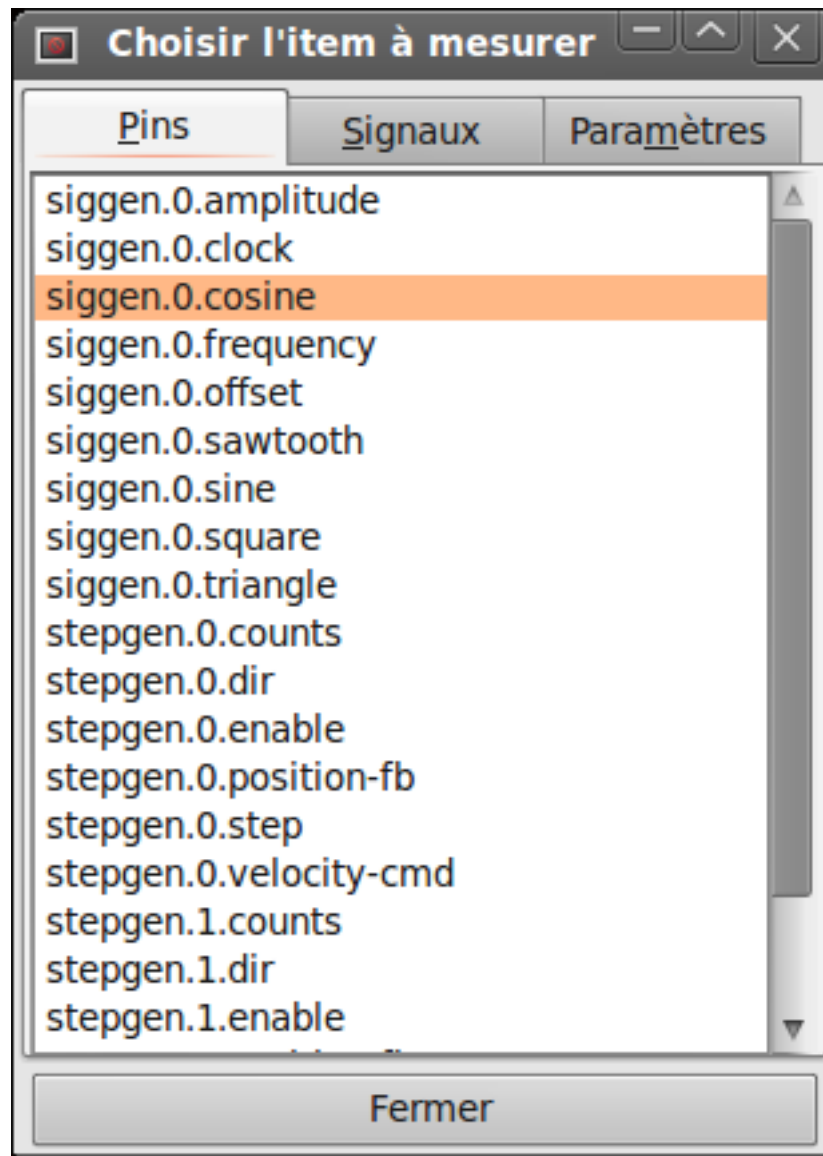 Choisir l'item à mesurer
Pins Signaux Paramètres
siggen.0.amplitude
siggen.0.clock
siggen.0.cosine
siggen.0.frequency
siggen.0.offset
siggen.0.sawtooth
siggen.0.sine
siggen.0.square
siggen.0.triangle
stepgen.0.counts
stepgen.0.dir
stepgen.0.enable
stepgen.0.position-fb
stepgen.0.step
stepgen.0.velocity-cmd
stepgen.1.counts
stepgen.1.dir
stepgen.1.enable
Fermer